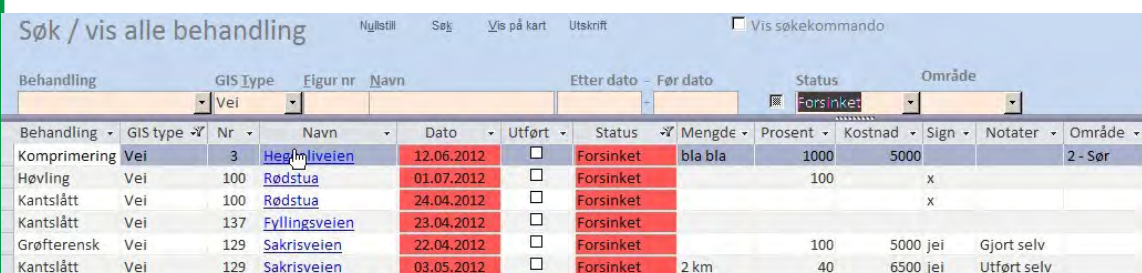 Søk / vis alle behandling Nullstill Søk Vis på kart Utskrift Vis søkekommando
Behandling GIS Type Figur nr Navn Etter dato - Før dato Status Område
Vei - Forsinket
Behandling GIS type Nr Navn Dato Utført Status Mengde Prosent Kostnad Sign Notater Område
Komprimering Vei 3 12.06.2012 Forsinket bla bla 1000 5000 2 - Sør
Høvling Vei 100 Rødstua 01.07.2012 Forsinket 100 x
Kantslått Vei 100 Rødstua 24.04.2012 Forsinket x
Kantslått Vei 137 Fyllingsveien 23.04.2012 Forsinket
Grøfterensk Vei 129 Sakrisveien 22.04.2012 Forsinket 100 5000 jei Gjort selv
Kantslått Vei 129 Sakrisveien 03.05.2012 Forsinket 2 km 40 6500 jei Utført selv